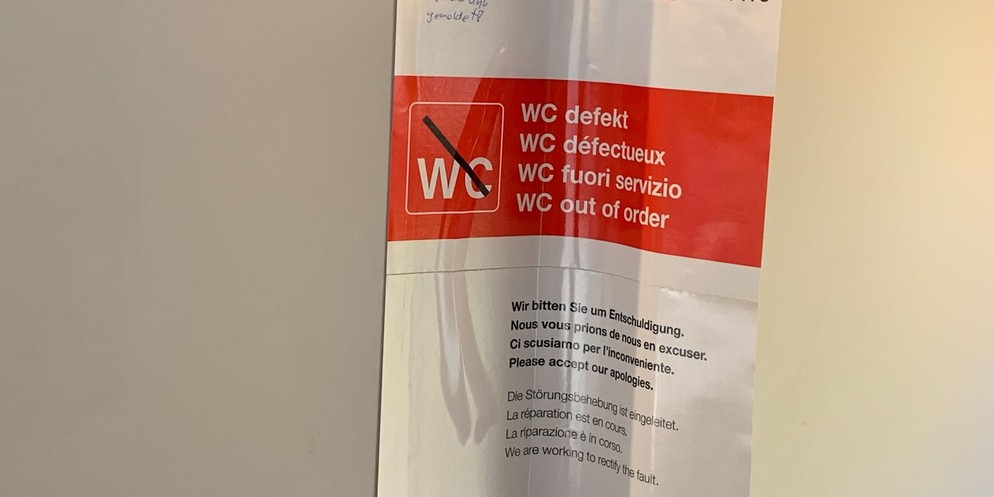 gemeldet?
WC
WC defekt
WC défectueux
WC fuori servizio
WC out of order
Wir bitten Sie um Entschuldigung.
Nous vous prions de nous en excuser.
Ci scusiamo per l'inconveniente.
Please accept our apologies.
Die Störungsbehebung ist eingeleitet.
La réparation est en cours.
La riparazione è in corso.
We are working to rectify the fault.